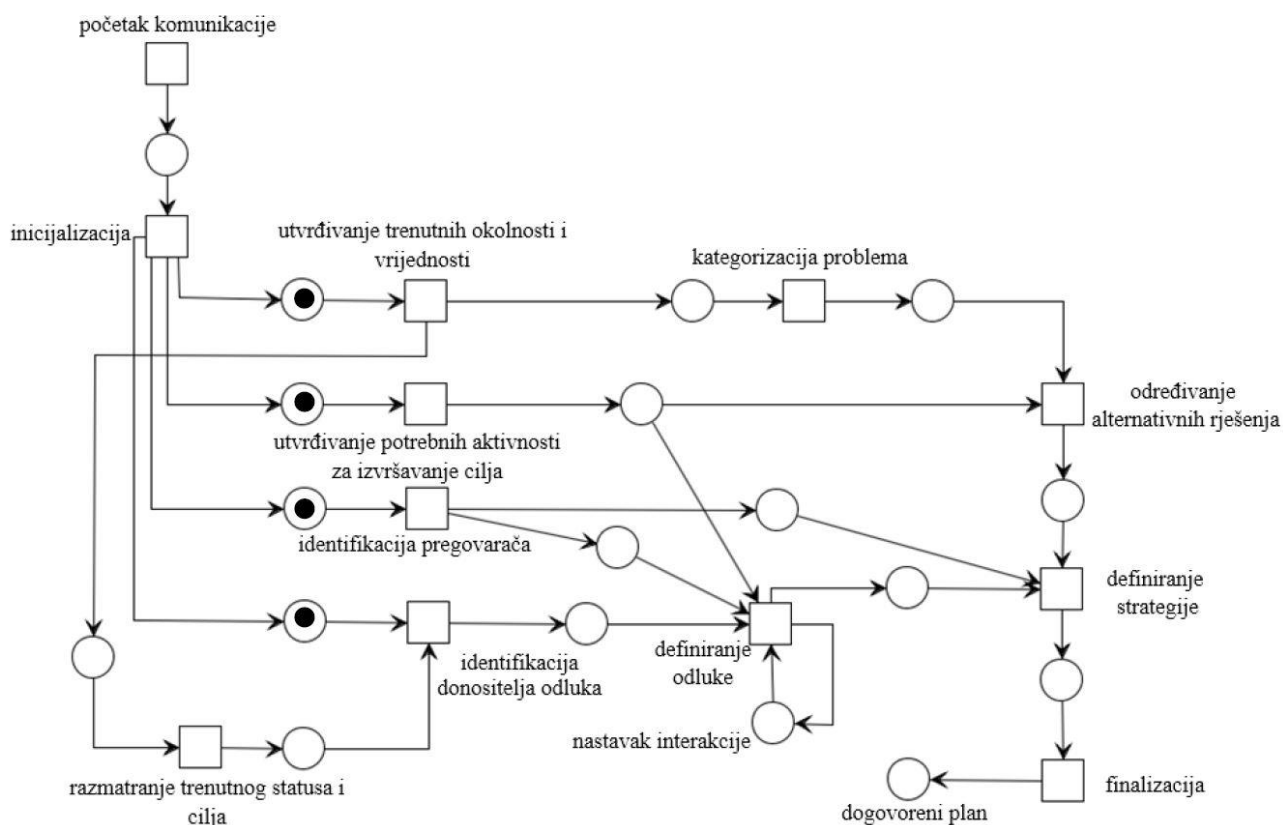 početak komunikacije
inicijalizacija
utvrđivanje trenutnih okolnosti i
vrijednosti
kategorizacija problema
određivanje
alternativnih rješenja
utvrđivanje potrebnih aktivnosti
za izvršavanje cilja
identifikacija pregovarača
definiranje
strategije
identifikacija
donositelja odluka
definiranje
odluke
nastavak interakcije
razmatranje trenutnog statusa i
cilja
finalizacija
dogovoreni plan